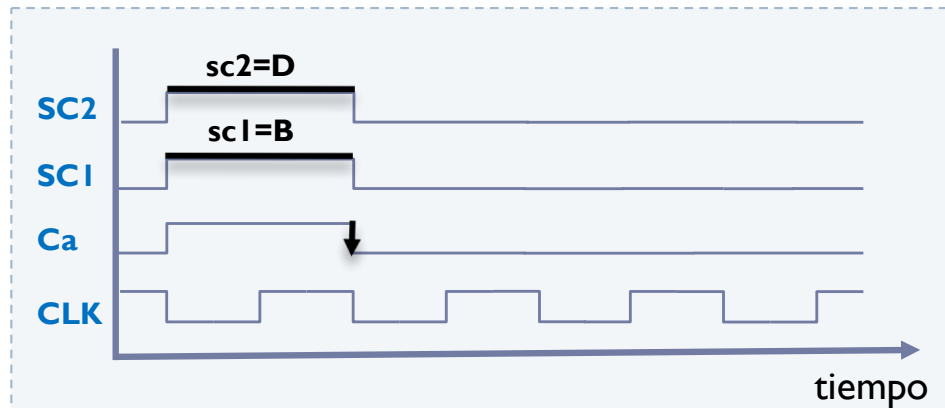 sc2=D
SC2
sc1=B
SC1
Ca
CLK
tiempo